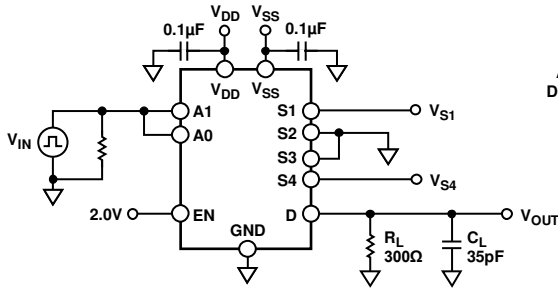 0.1µF
V_DD
V_SS
0.1µF
V_DD
V_SS
A
D
A1
A0
V_IN
S1
V_S1
S2
S3
S4
V_S4
2.0V
EN
D
V_OUT
GND
R_L
300Ω
C_L
35pF